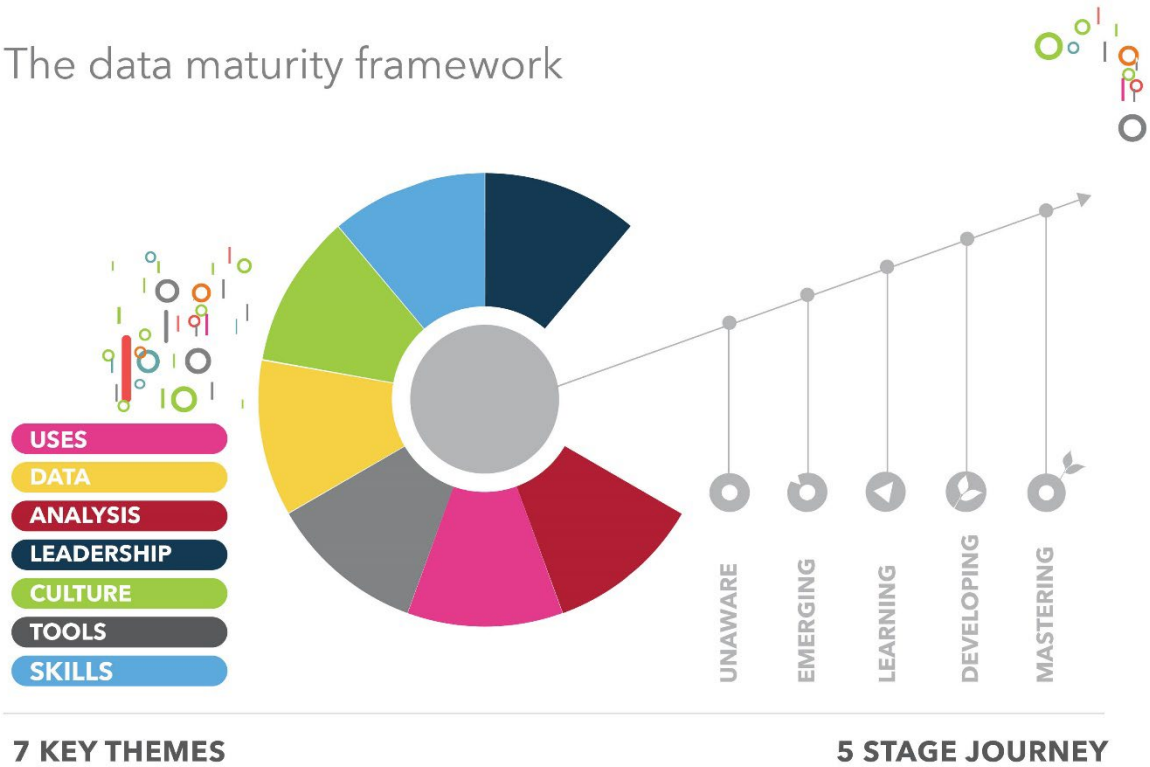 The data maturity framework
USES
DATA
ANALYSIS
LEADERSHIP
CULTURE
TOOLS
SKILLS
UNAWARE
EMERGING
LEARNING
DEVELOPING
MASTERING
7 KEY THEMES
5 STAGE JOURNEY